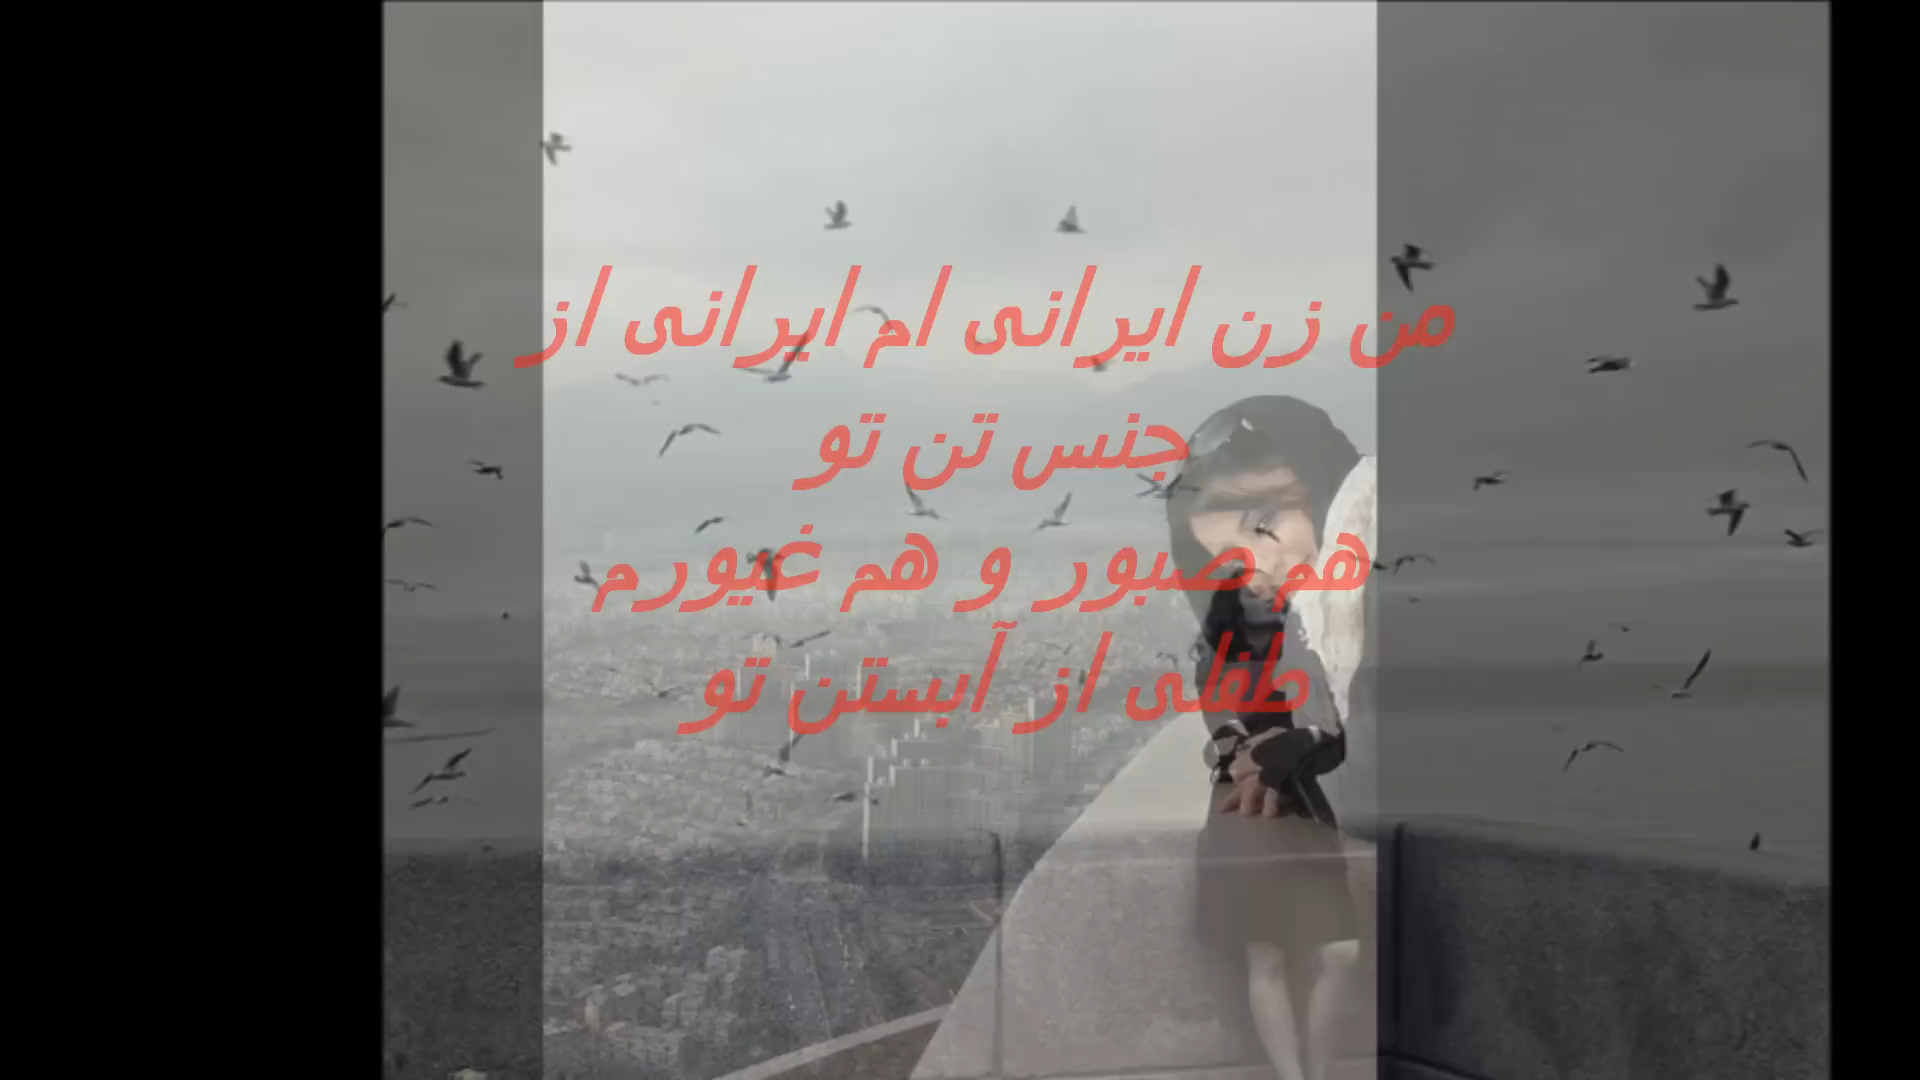 من زن ایرانی ام ایرانی از
جنس تن تو
هم صبور و هم غیورم
طفلی از آبستن تو